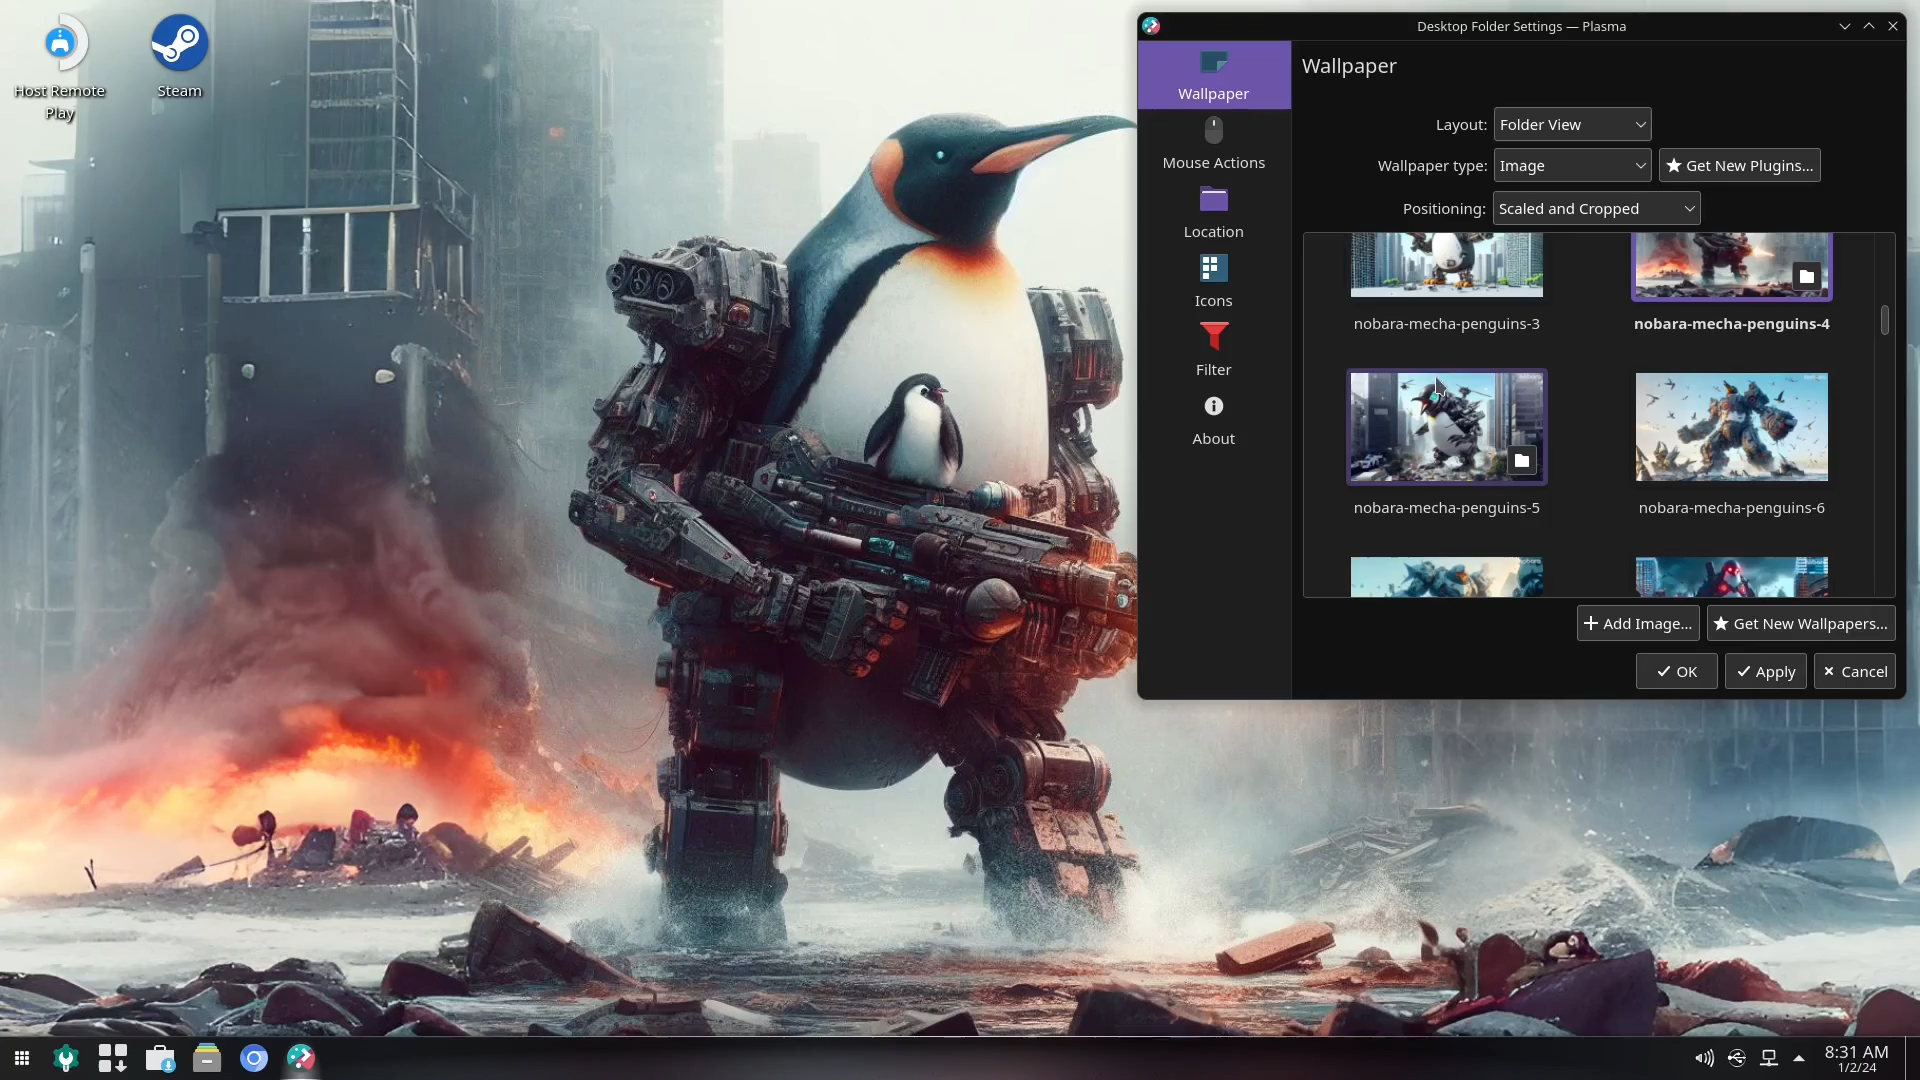 Host Remote
Play
Steam
Desktop Folder Settings — Plasma
Wallpaper
Mouse Actions
Location
Icons
Filter
About
Wallpaper
Layout: Folder View
Wallpaper type: Image Get New Plugins...
Positioning: Scaled and Cropped
nobara-mecha-penguins-3 nobara-mecha-penguins-4
nobara-mecha-penguins-5 nobara-mecha-penguins-6
Add Image... Get New Wallpapers...
OK Apply Cancel
8:31 AM
1/2/24